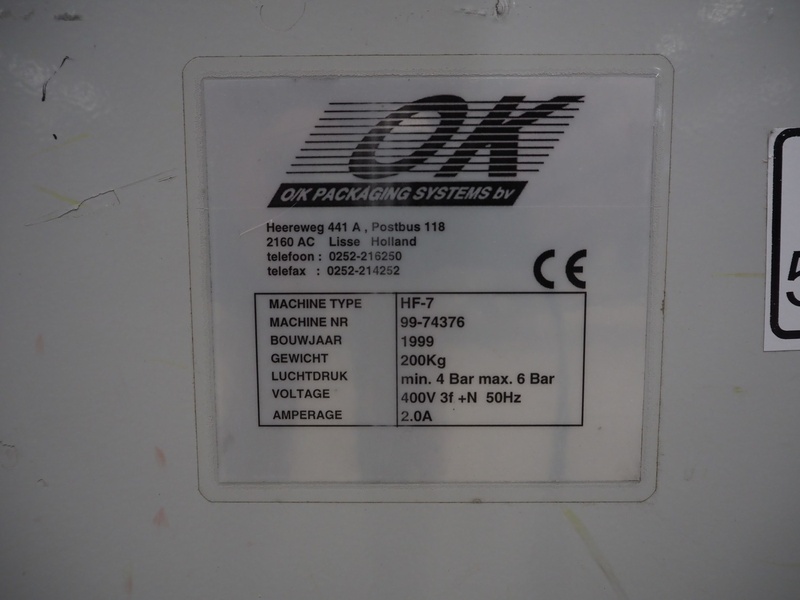 OK
O/K PACKAGING SYSTEMS bv
Heereweg 441 A , Postbus 118
2160 AC Lisse Holland
telefoon : 0252-216250
telefax : 0252-214252
CE
MACHINE TYPE HF-7
MACHINE NR 99-74376
BOUWJAAR 1999
GEWICHT 200Kg
LUCHTDRUK min. 4 Bar max. 6 Bar
VOLTAGE 400V 3f +N 50Hz
AMPERAGE 2.0A
5